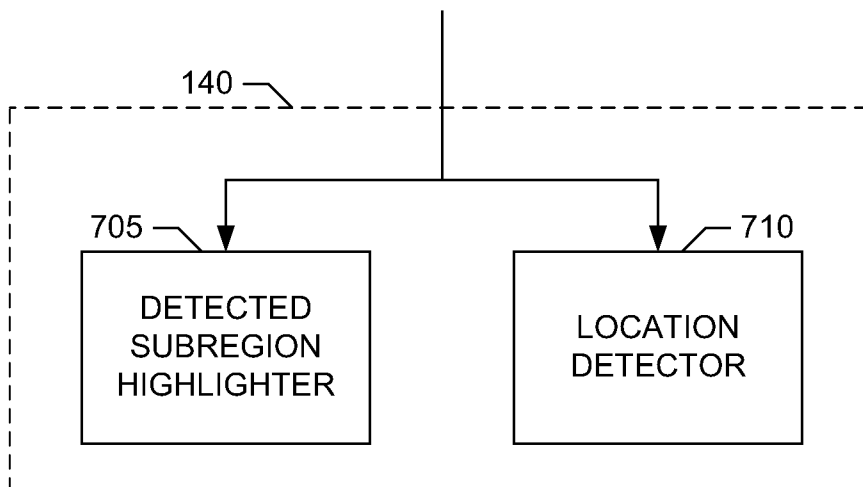 140
705
710
DETECTED
SUBREGION
HIGHLIGHTER
LOCATION
DETECTOR